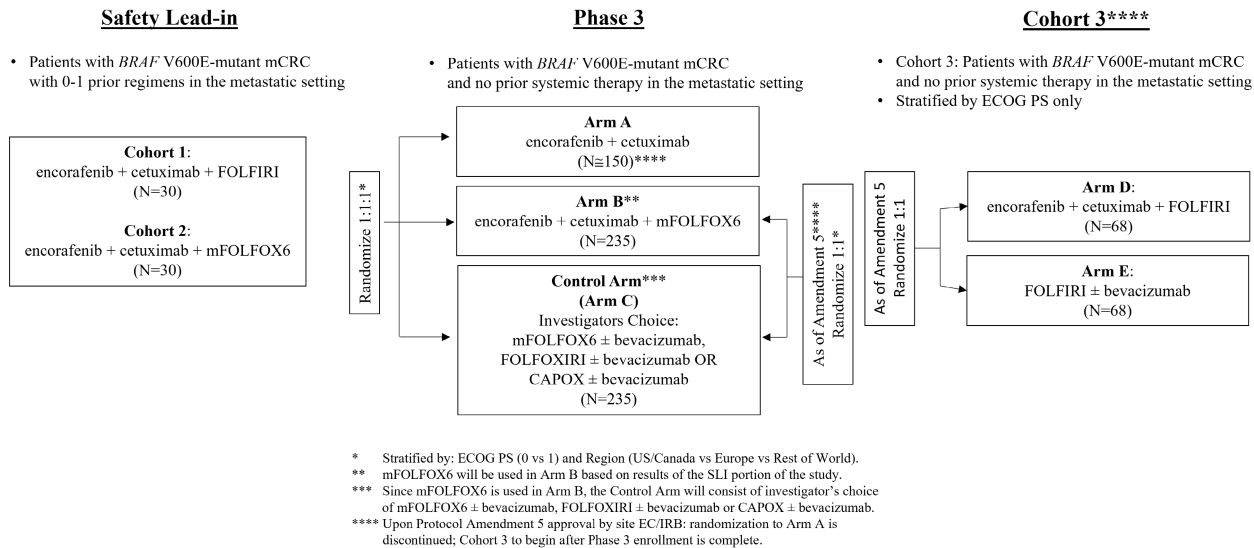 Safety Lead-in
• Patients with BRAF V600E-mutant mCRC
with 0-1 prior regimens in the metastatic setting
Cohort 1:
encorafenib + cetuximab + FOLFIRI
(N=30)
Cohort 2:
encorafenib + cetuximab + mFOLFOX6
(N=30)
Phase 3
• Patients with BRAF V600E-mutant mCRC
and no prior systemic therapy in the metastatic setting
Randomize 1:1:1*
Arm A
encorafenib + cetuximab
(N≅150)****
Arm B**
encorafenib + cetuximab + mFOLFOX6
(N=235)
Control Arm***
(Arm C)
Investigators Choice:
mFOLFOX6 ± bevacizumab,
FOLFOXIRI ± bevacizumab OR
CAPOX ± bevacizumab
(N=235)
As of Amendment 5****
Randomize 1:1*
Cohort 3****
• Cohort 3: Patients with BRAF V600E-mutant mCRC
and no prior systemic therapy in the metastatic setting
• Stratified by ECOG PS only
As of Amendment 5
Randomize 1:1
Arm D:
encorafenib + cetuximab + FOLFIRI
(N=68)
Arm E:
FOLFIRI ± bevacizumab
(N=68)
* Stratified by: ECOG PS (0 vs 1) and Region (US/Canada vs Europe vs Rest of World).
** mFOLFOX6 will be used in Arm B based on results of the SLI portion of the study.
*** Since mFOLFOX6 is used in Arm B, the Control Arm will consist of investigator's choice
of mFOLFOX6 ± bevacizumab, FOLFOXIRI ± bevacizumab or CAPOX ± bevacizumab.
**** Upon Protocol Amendment 5 approval by site EC/IRB: randomization to Arm A is
discontinued; Cohort 3 to begin after Phase 3 enrollment is complete.